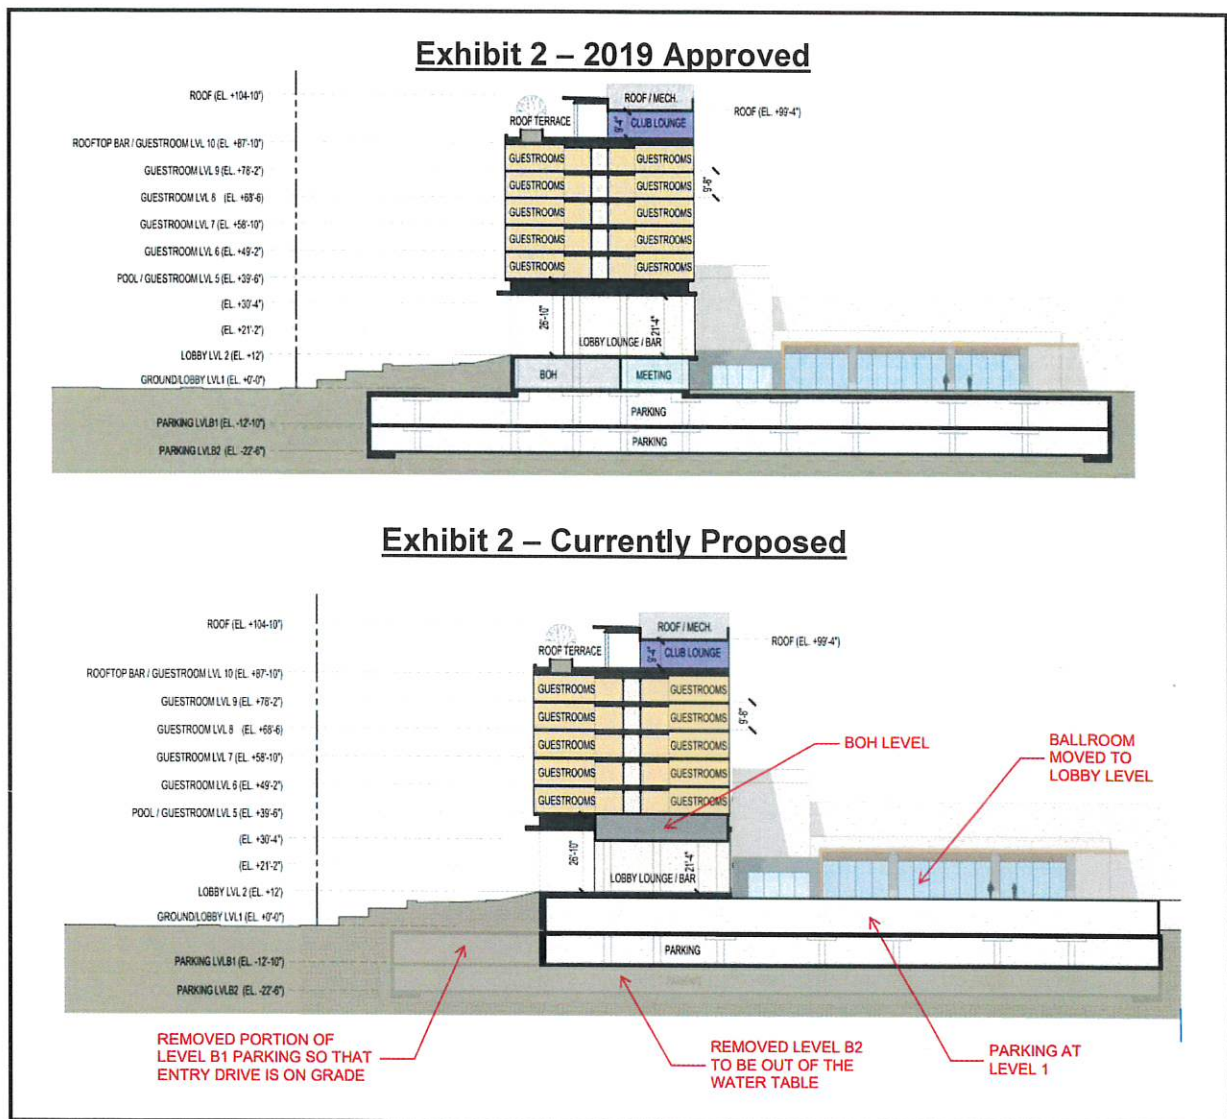 Exhibit 2 – 2019 Approved
ROOF (EL. +104-10")
ROOF / MECH.
ROOF (EL. +99'-4")
ROOF TERRACE
CLUB LOUNGE
ROOFTOP BAR / GUESTROOM LVL 10 (EL +87'-10")
GUESTROOMS GUESTROOMS
GUESTROOM LVL 9 (EL. +78'-2")
9'-8"
GUESTROOMS GUESTROOMS
GUESTROOM LVL 8 (EL. +68'-6)
GUESTROOMS GUESTROOMS
GUESTROOM LVL 7 (EL. +58'-10")
GUESTROOMS GUESTROOMS
GUESTROOM LVL 6 (EL. +49'-2")
GUESTROOMS GUESTROOMS
POOL / GUESTROOM LVL 5 (EL. +39'-6")
(EL. +30'-4")
26'-10"
21'-4"
(EL. +21'-2")
LOBBY LOUNGE / BAR
LOBBY LVL 2 (EL. +12')
GROUND/LOBBY LVL1 (EL. +0'-0")
BOH
MEETING
PARKING
PARKING LVLB1 (EL. -12'-10")
PARKING
PARKING LVLB2 (EL. -22'-6")
Exhibit 2 – Currently Proposed
ROOF (EL. +104-10")
ROOF / MECH.
ROOF (EL. +99'-4")
ROOF TERRACE
CLUB LOUNGE
ROOFTOP BAR / GUESTROOM LVL 10 (EL. +87'-10")
GUESTROOMS GUESTROOMS
GUESTROOM LVL 9 (EL. +78'-2")
9'-8"
GUESTROOMS GUESTROOMS
GUESTROOM LVL 8 (EL. +68'-6)
GUESTROOMS GUESTROOMS
GUESTROOM LVL 7 (EL. +58'-10")
GUESTROOMS GUESTROOMS
GUESTROOM LVL 6 (EL. +49'-2")
GUESTROOMS GUESTROOMS
POOL / GUESTROOM LVL 5 (EL. +39'-6")
BOH LEVEL
BALLROOM
MOVED TO
LOBBY LEVEL
(EL. +30'-4")
26'-10"
21'-4"
(EL. +21'-2")
LOBBY LOUNGE / BAR
LOBBY LVL 2 (EL. +12')
GROUND/LOBBY LVL1 (EL. +0'-0")
PARKING
PARKING LVLB1 (EL. -12'-10")
PARKING LVLB2 (EL. -22'-6")
REMOVED PORTION OF
LEVEL B1 PARKING SO THAT
ENTRY DRIVE IS ON GRADE
REMOVED LEVEL B2
TO BE OUT OF THE
WATER TABLE
PARKING AT
LEVEL 1